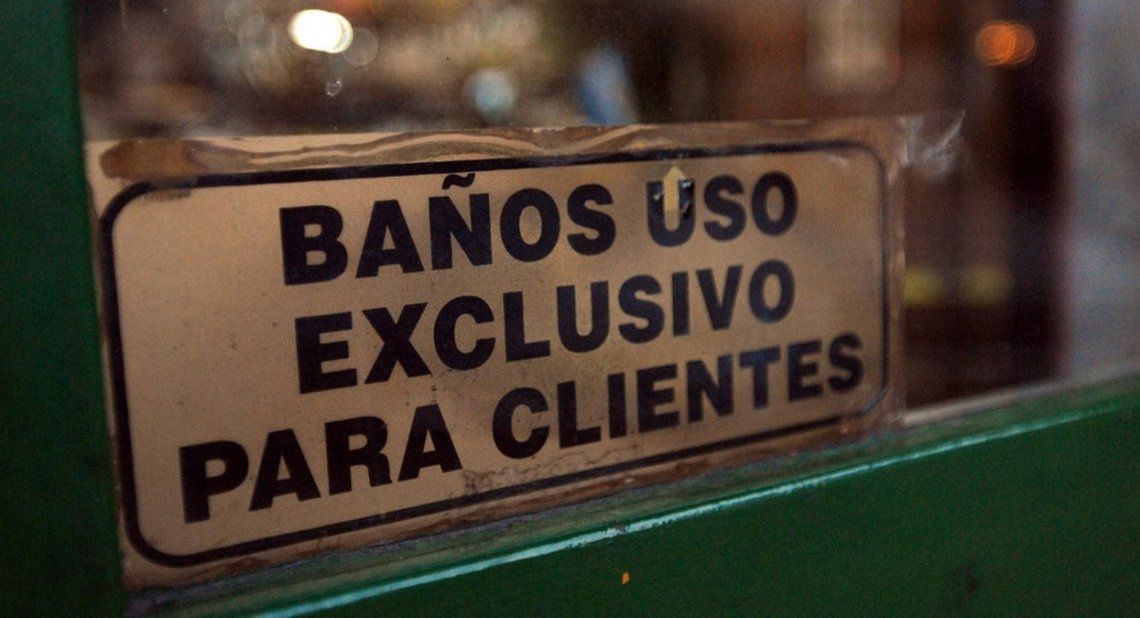 BAÑOS USO
EXCLUSIVO
PARA CLIENTES